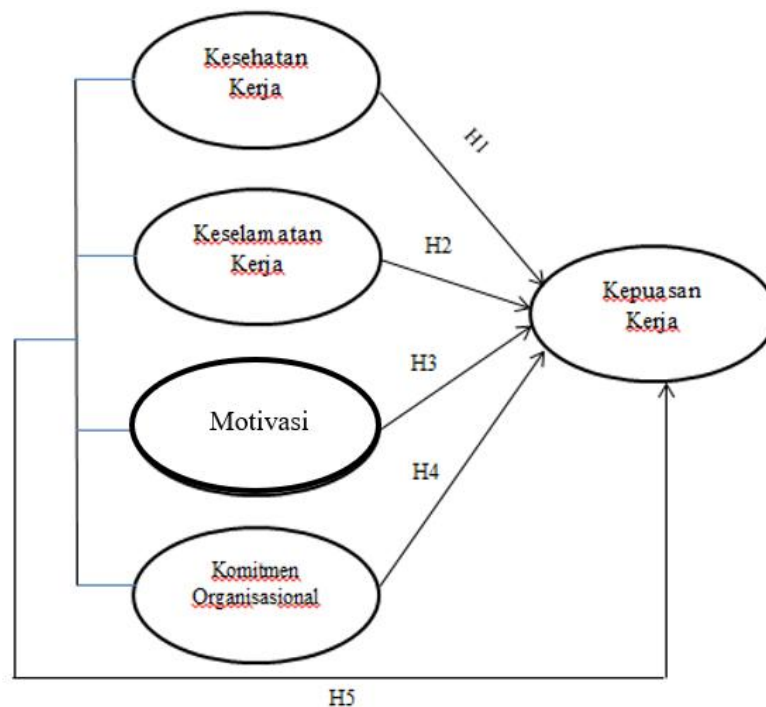 Kesehatan
Kerja
H1
Keselamatan
Kerja
H2
Kepuasan
Kerja
H3
Motivasi
H4
Komitmen
Organisasional
H5